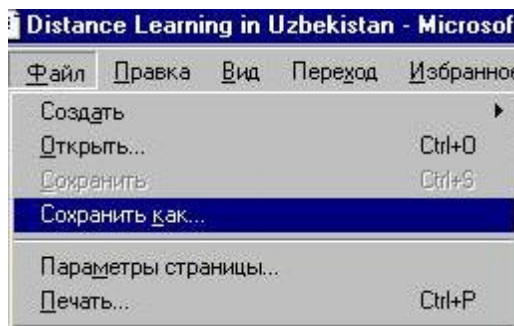 Distance Learning in Uzbekistan - Microsof
Файл Правка Вид Переход Избранное
Создать
Открыть... Ctrl+O
Сохранить Ctrl+S
Сохранить как...
Параметры страницы...
Печать... Ctrl+P